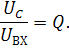 U_C / U_ВХ = Q.